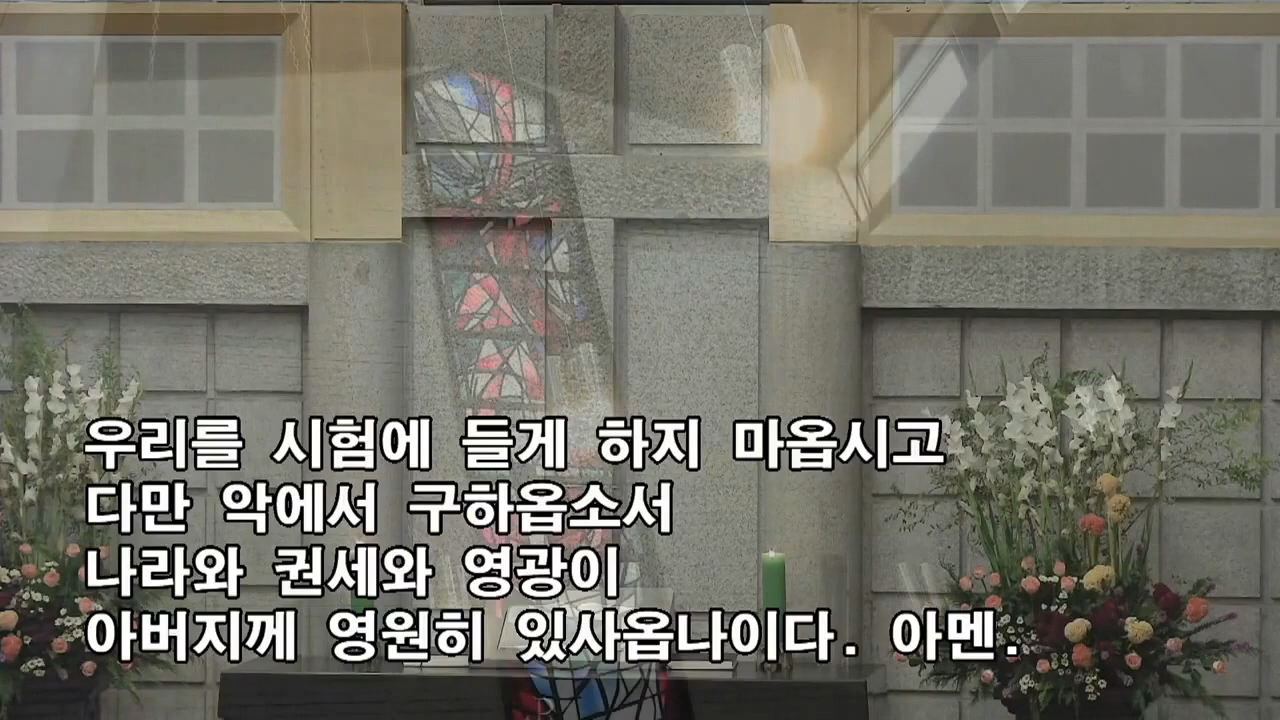 우리를 시험에 들게 하지 마옵시고
다만 악에서 구하옵소서
나라와 권세와 영광이
아버지께 영원히 있사옵나이다. 아멘.